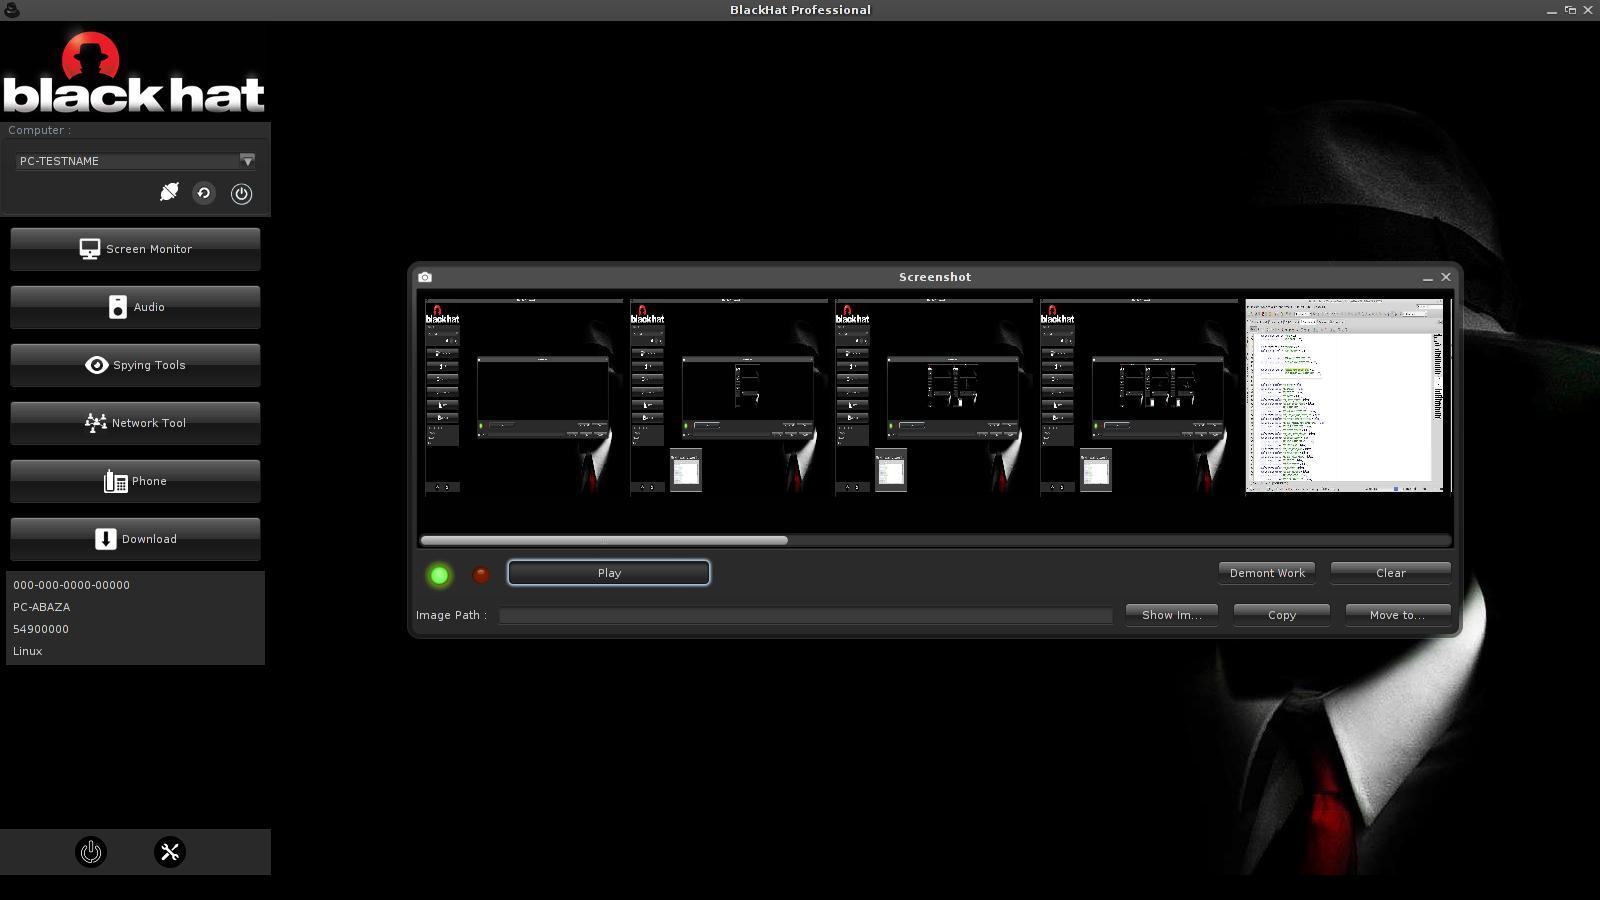 BlackHat Professional
black hat
Computer :
PC-TESTNAME
Screen Monitor
Audio
Spying Tools
Network Tool
Phone
Download
000-000-0000-00000
PC-ABAZA
54900000
Linux
Screenshot
blackhat
blackhat
blackhat
blackhat
Play
Demont Work
Clear
Image Path :
Show Im...
Copy
Move to...